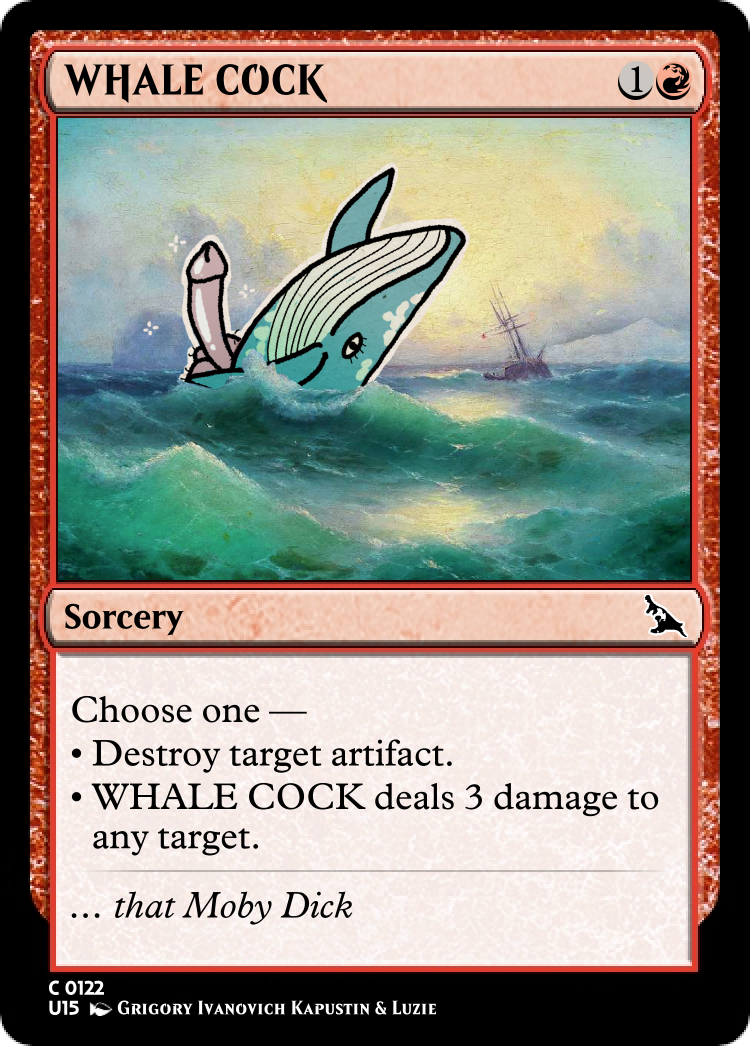 WHALE COCK 1
Sorcery
Choose one —
• Destroy target artifact.
• WHALE COCK deals 3 damage to
any target.
... that Moby Dick
C 0122
U15 GRIGORY IVANOVICH KAPUSTIN & LUZIE